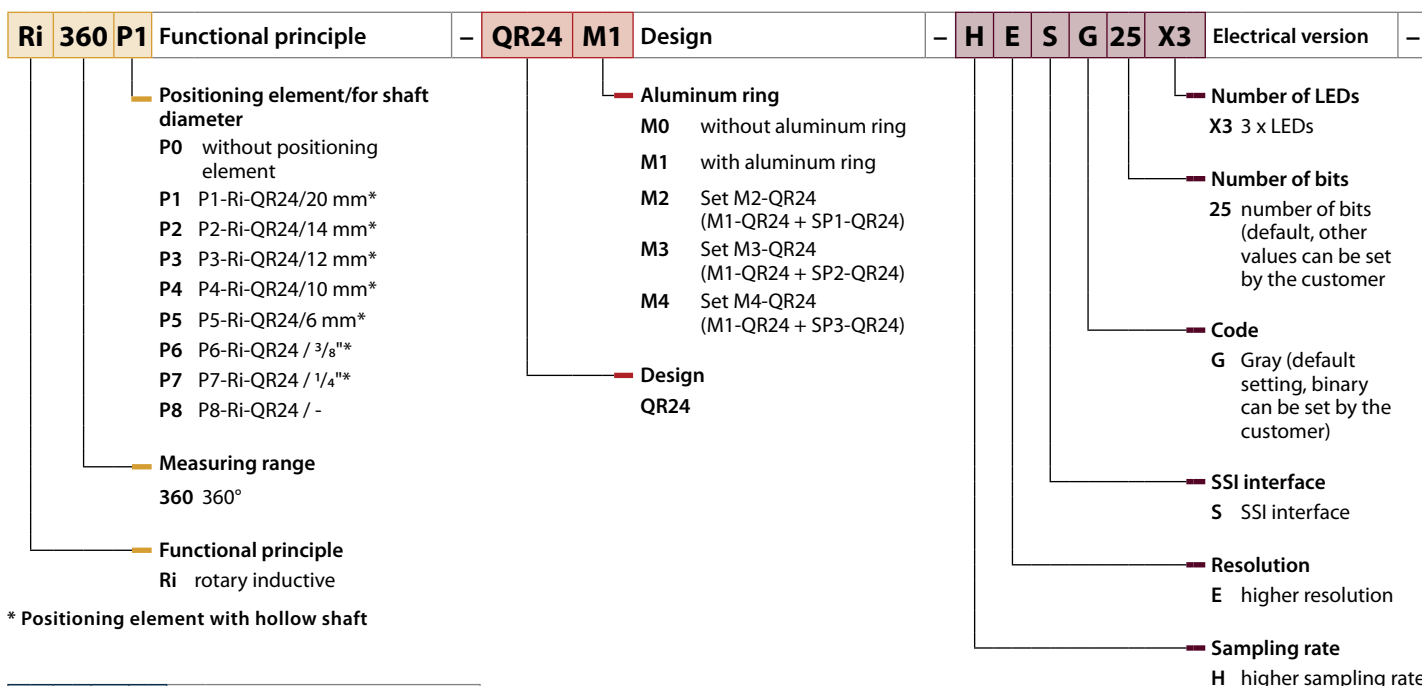 Ri 360 P1 Functional principle – QR24 M1 Design – H E S G 25 X3 Electrical version –
Positioning element/for shaft
diameter
P0 without positioning
element
P1 P1-Ri-QR24/20 mm*
P2 P2-Ri-QR24/14 mm*
P3 P3-Ri-QR24/12 mm*
P4 P4-Ri-QR24/10 mm*
P5 P5-Ri-QR24/6 mm*
P6 P6-Ri-QR24 / 3/8"*
P7 P7-Ri-QR24 / 1/4"*
P8 P8-Ri-QR24 / -
Measuring range
360 360°
Functional principle
Ri rotary inductive
* Positioning element with hollow shaft
Aluminum ring
M0 without aluminum ring
M1 with aluminum ring
M2 Set M2-QR24
(M1-QR24 + SP1-QR24)
M3 Set M3-QR24
(M1-QR24 + SP2-QR24)
M4 Set M4-QR24
(M1-QR24 + SP3-QR24)
Design
QR24
Number of LEDs
X3 3 x LEDs
Number of bits
25 number of bits
(default, other
values can be set
by the customer
Code
G Gray (default
setting, binary
can be set by the
customer)
SSI interface
S SSI interface
Resolution
E higher resolution
Sampling rate
H higher sampling rate